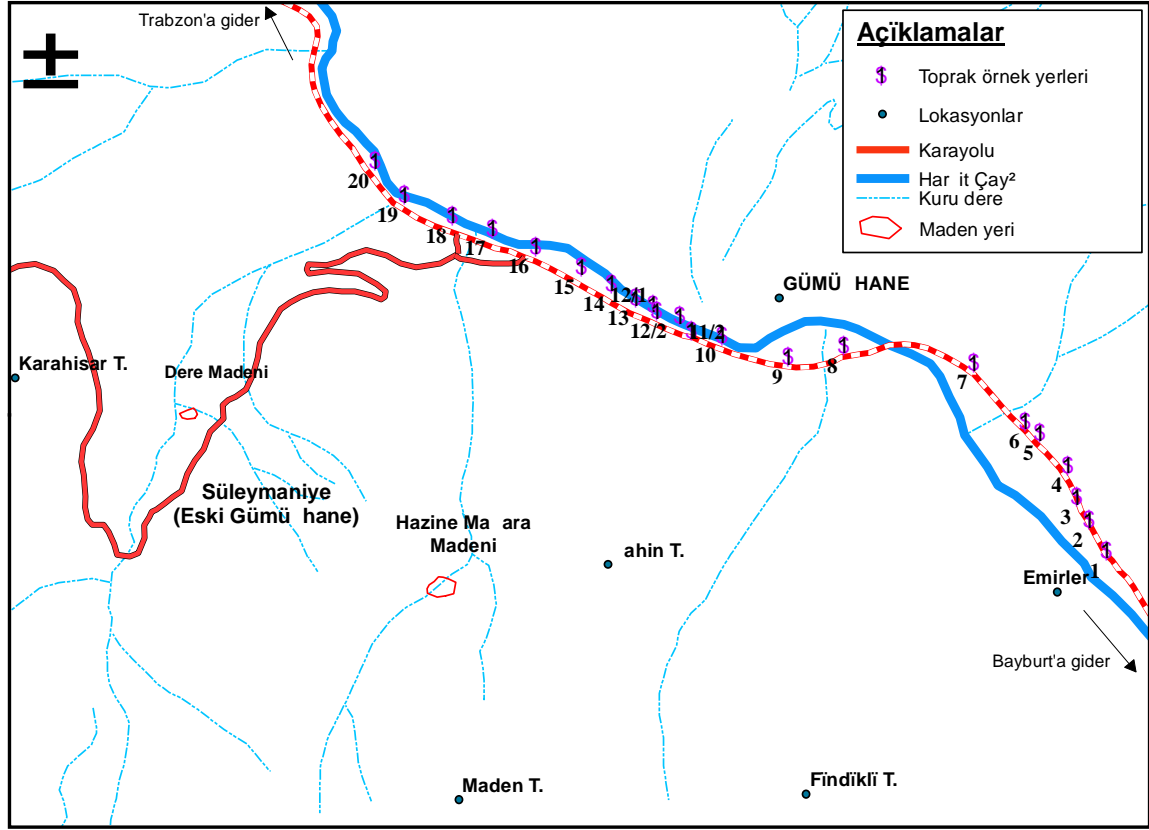 Trabzon'a gider
±
Açïklamalar
Toprak örnek yerleri
Lokasyonlar
Karayolu
Har it Çay²
Kuru dere
Maden yeri
20
19
18
17
16
15
14
13
12/1
12/2
11/2
10
9
8
7
6
5
4
3
2
1
GÜMÜ HANE
Karahisar T.
Dere Madeni
Süleymaniye
(Eski Gümü hane)
Hazine Ma ara
Madeni
ahin T.
Emirler
Bayburt'a gider
Maden T.
Fïndïklï T.